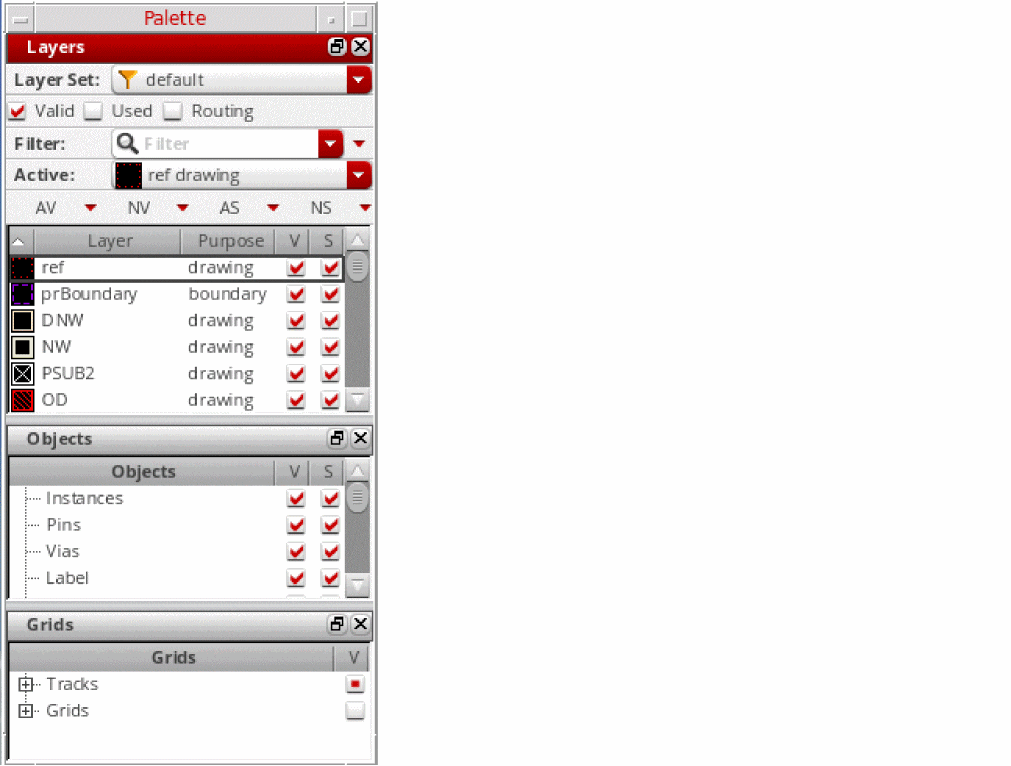 Palette
Layers
Layer Set: default
Valid Used Routing
Filter: Filter
Active: ref drawing
AV NV AS NS
Layer Purpose V S
ref drawing
prBoundary boundary
DNW drawing
NW drawing
PSUB2 drawing
OD drawing
Objects
Objects V S
Instances
Pins
Vias
Label
Grids
Grids V
Tracks
Grids